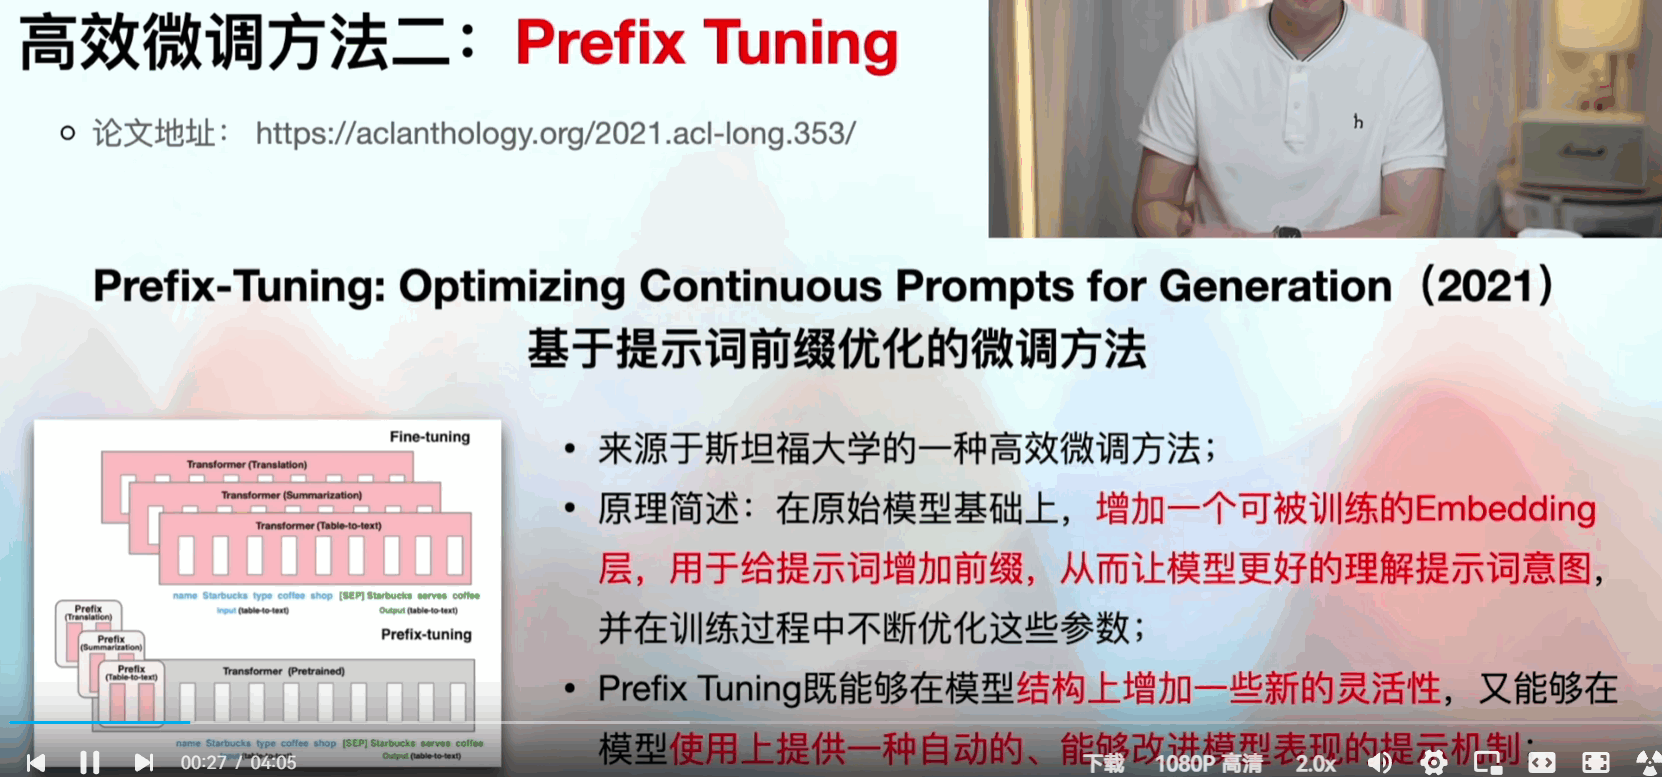 高效微调方法二：Prefix Tuning
论文地址： https://aclanthology.org/2021.acl-long.353/
h
Prefix-Tuning: Optimizing Continuous Prompts for Generation（2021）
基于提示词前缀优化的微调方法
Fine-tuning
Transformer (Translation)
Transformer (Summarization)
Transformer (Table-to-text)
name Starbucks type coffee shop [SEP] Starbucks serves coffee
Input (table-to-text) Output (table-to-text)
Prefix-tuning
Prefix
(Translation)
Prefix
(Summarization)
Prefix
(Table-to-text)
Transformer (Pretrained)
name Starbucks type coffee shop [SEP] Starbucks serves coffee
Input (table-to-text) Output (table-to-text)
• 来源于斯坦福大学的一种高效微调方法；
• 原理简述：在原始模型基础上，增加一个可被训练的Embedding
层，用于给提示词增加前缀，从而让模型更好的理解提示词意图，
并在训练过程中不断优化这些参数；
• Prefix Tuning既能够在模型结构上增加一些新的灵活性，又能够在
模型使用上提供一种自动的、能够改进模型表现的提示机制；
00:27 / 04:05
下载 1080P 高清 2.0x